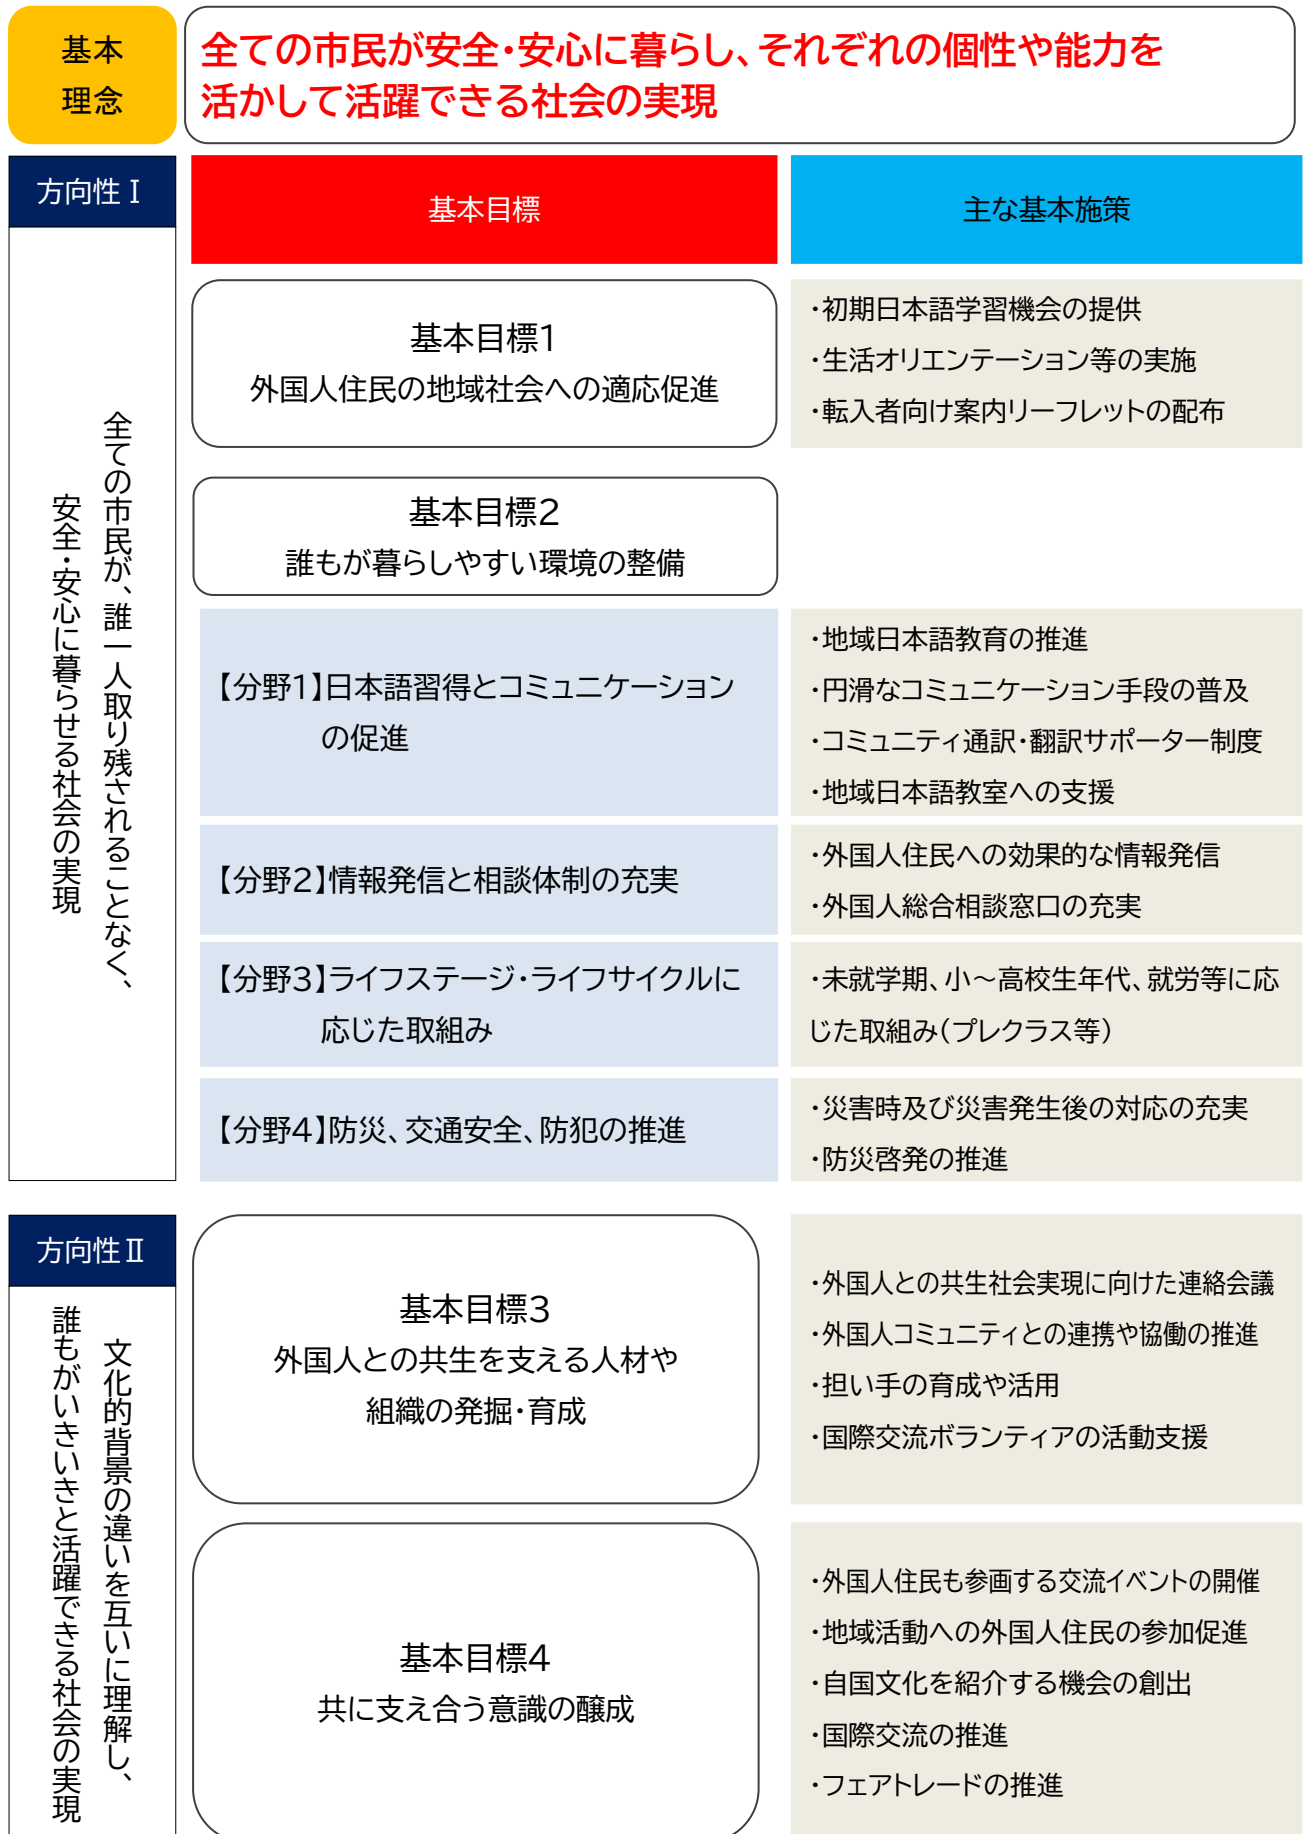 基本
理念
全ての市民が安全・安心に暮らし、それぞれの個性や能力を
活かして活躍できる社会の実現
方向性Ⅰ
全ての市民が、誰一人取り残されることなく、
安全・安心に暮らせる社会の実現
基本目標
主な基本施策
基本目標1
外国人住民の地域社会への適応促進
・初期日本語学習機会の提供
・生活オリエンテーション等の実施
・転入者向け案内リーフレットの配布
基本目標2
誰もが暮らしやすい環境の整備
【分野1】日本語習得とコミュニケーション
の促進
・地域日本語教育の推進
・円滑なコミュニケーション手段の普及
・コミュニティ通訳・翻訳サポーター制度
・地域日本語教室への支援
【分野2】情報発信と相談体制の充実
・外国人住民への効果的な情報発信
・外国人総合相談窓口の充実
【分野3】ライフステージ・ライフサイクルに
応じた取組み
・未就学期、小～高校生年代、就労等に応
じた取組み（プレクラス等）
【分野4】防災、交通安全、防犯の推進
・災害時及び災害発生後の対応の充実
・防災啓発の推進
方向性Ⅱ
文化的背景の違いを互いに理解し、
誰もがいきいきと活躍できる社会の実現
基本目標3
外国人との共生を支える人材や
組織の発掘・育成
・外国人との共生社会実現に向けた連絡会議
・外国人コミュニティとの連携や協働の推進
・担い手の育成や活用
・国際交流ボランティアの活動支援
基本目標4
共に支え合う意識の醸成
・外国人住民も参画する交流イベントの開催
・地域活動への外国人住民の参加促進
・自国文化を紹介する機会の創出
・国際交流の推進
・フェアトレードの推進